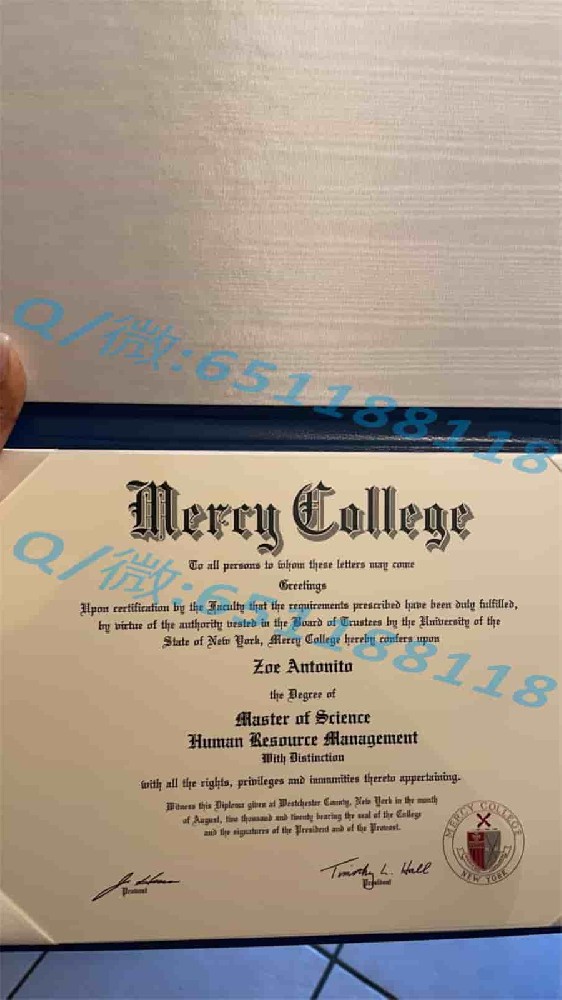 Q/微:651188118
Mercy College
To all persons to whom these letters may come
Greetings
Upon certification by the Faculty that the requirements prescribed have been duly fulfilled,
by virtue of the authority vested in the Board of Trustees by the University of the
State of New York, Mercy College hereby confers upon
Q/微:651188118
Zoe Antonito
the Degree of
Master of Science
Human Resource Management
With Distinction
with all the rights, privileges and immunities thereto appertaining.
Witness this Diploma given at Westchester County, New York in the month
of August, two thousand and twenty bearing the seal of the College
and the signatures of the President and of the Provost.
MERCY COLLEGE
NEW YORK
Timothy L. Hall
Provost
President